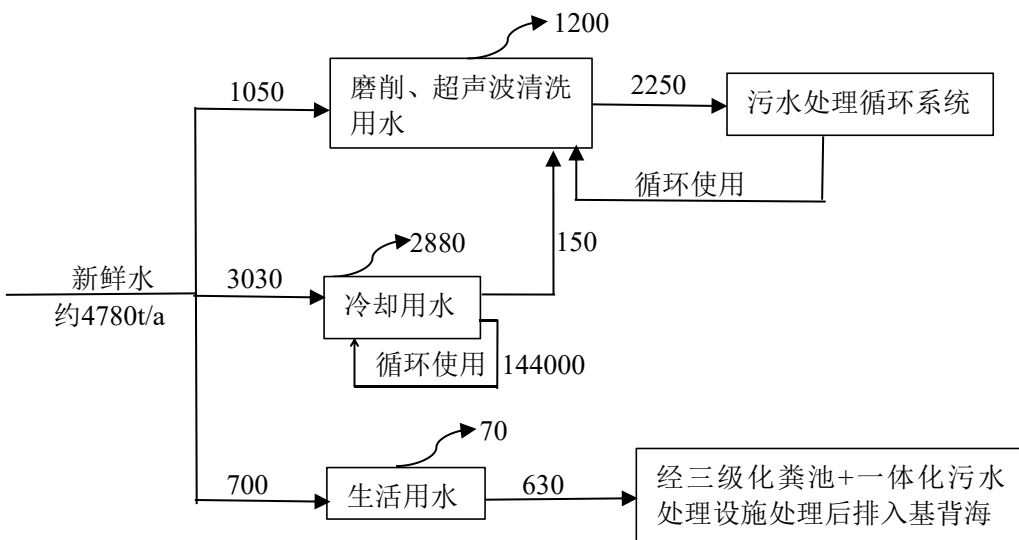 1200
1050
磨削、超声波清洗
用水
2250
污水处理循环系统
循环使用
150
2880
新鲜水
约4780t/a
3030
冷却用水
循环使用
144000
70
700
生活用水
630
经三级化粪池+一体化污水
处理设施处理后排入基背海